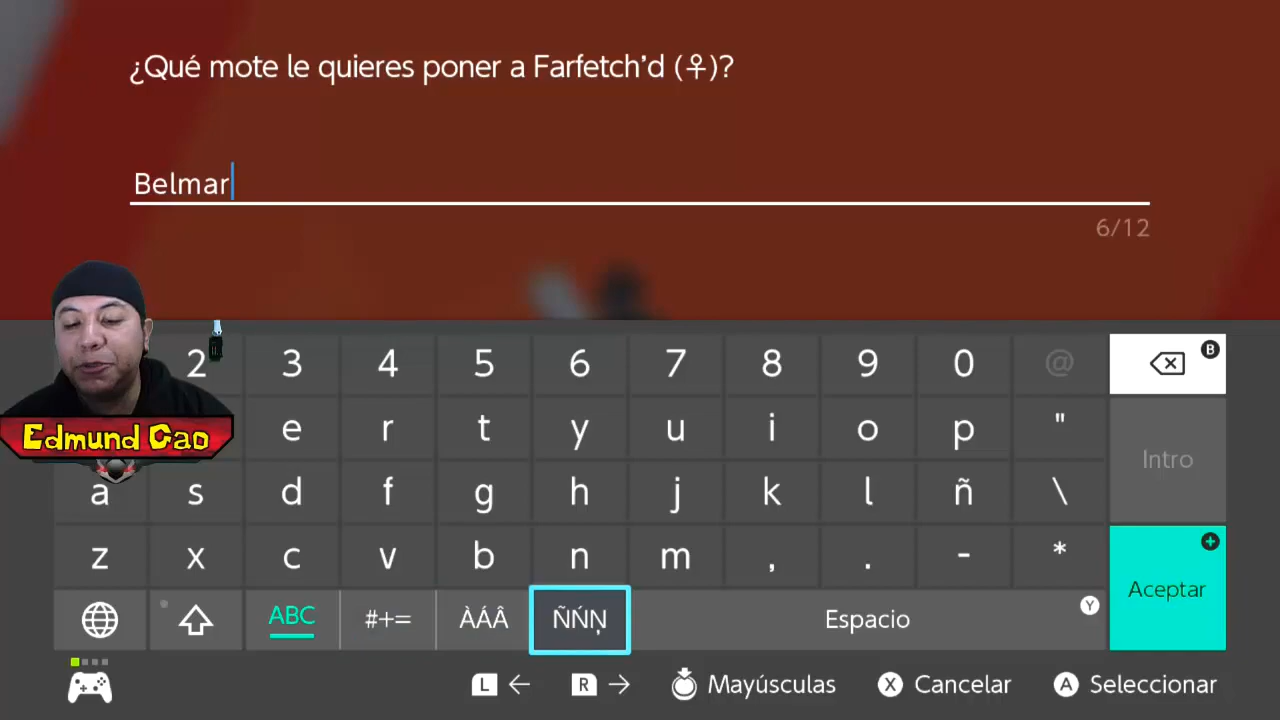 ¿Qué mote le quieres poner a Farfetch’d (♀)?
Belmar
6/12
2 3 4 5 6 7 8 9 0 @ B
Edmund Cao
e r t y u i o p " Intro
a s d f g h j k l ñ \
z x c v b n m , . - * Aceptar
ABC #+= ÀÁÂ ÑŃŅ Espacio Y
L ← R → Mayúsculas X Cancelar A Seleccionar